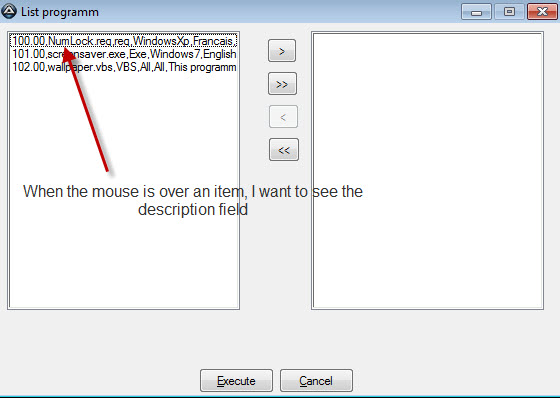 List programm
100.00,NumLock.reg,reg,WindowsXp,Francais,
101.00,screensaver.exe,Exe,Windows7,English
102.00,wallpaper.vbs,VBS,All,All,This programm
>
>>
<
<<
When the mouse is over an item, I want to see the
description field
Execute
Cancel